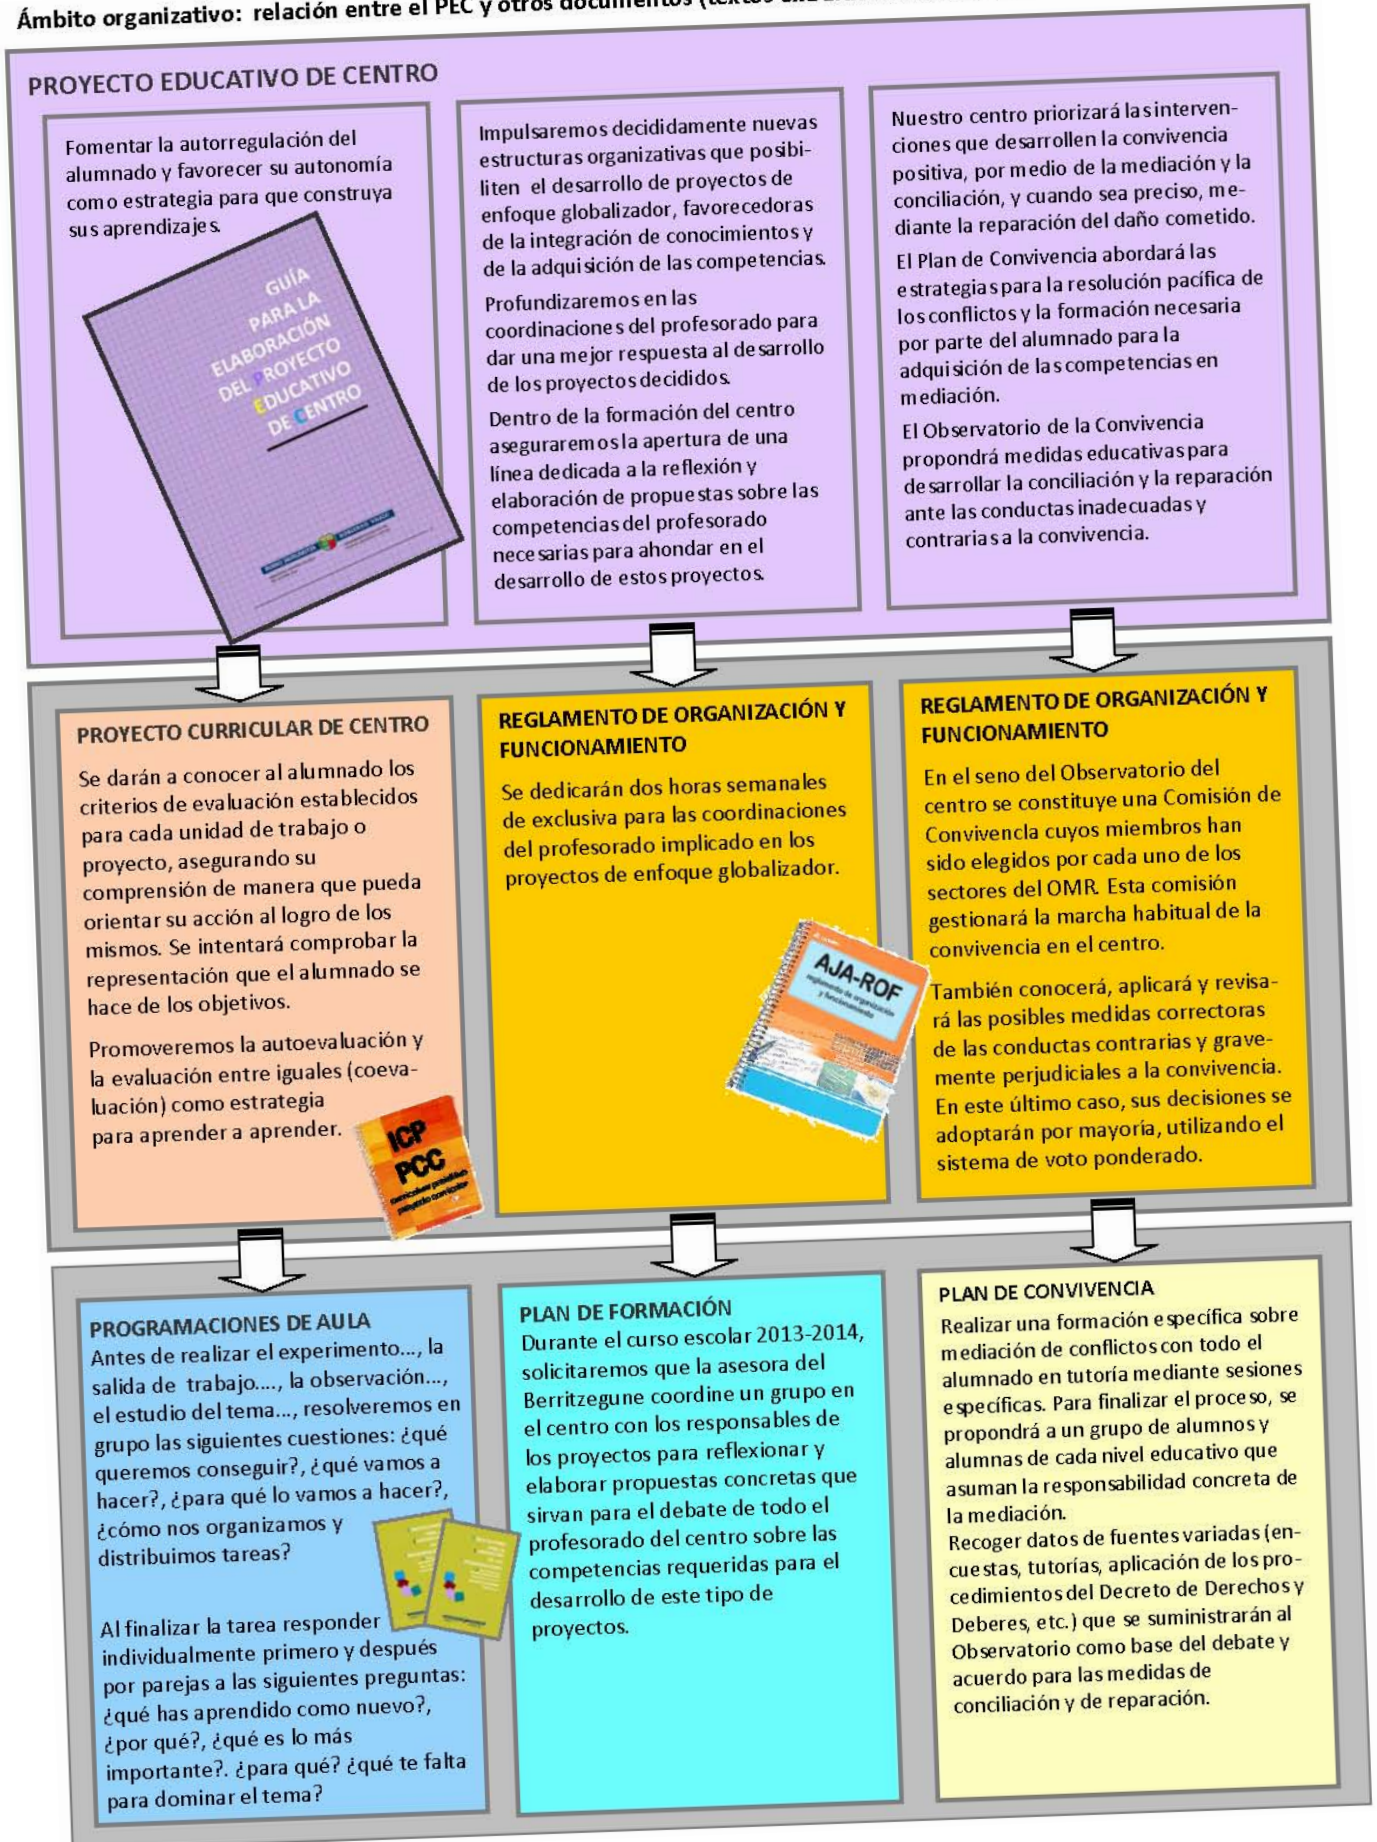 Ámbito organizativo: relación entre el PEC y otros documentos (textos
PROYECTO EDUCATIVO DE CENTRO
Fomentar la autorregulación del
alumnado y favorecer su autonomía
como estrategia para que construya
sus aprendizajes.
GUÍA
PARA LA
ELABORACIÓN
DEL PROYECTO
EDUCATIVO
DE CENTRO
Impulsaremos decididamente nuevas
estructuras organizativas que posibi-
liten el desarrollo de proyectos de
enfoque globalizador, favorecedoras
de la integración de conocimientos y
de la adquisición de las competencias.
Profundizaremos en las
coordinaciones del profesorado para
dar una mejor respuesta al desarrollo
de los proyectos decididos.
Dentro de la formación del centro
aseguraremos la apertura de una
línea dedicada a la reflexión y
elaboración de propuestas sobre las
competencias del profesorado
necesarias para ahondar en el
desarrollo de estos proyectos.
Nuestro centro priorizará las interven-
ciones que desarrollen la convivencia
positiva, por medio de la mediación y la
conciliación, y cuando sea preciso, me-
diante la reparación del daño cometido.
El Plan de Convivencia abordará las
estrategias para la resolución pacífica de
los conflictos y la formación necesaria
por parte del alumnado para la
adquisición de las competencias en
mediación.
El Observatorio de la Convivencia
propondrá medidas educativas para
desarrollar la conciliación y la reparación
ante las conductas inadecuadas y
contrarias a la convivencia.
PROYECTO CURRICULAR DE CENTRO
Se darán a conocer al alumnado los
criterios de evaluación establecidos
para cada unidad de trabajo o
proyecto, asegurando su
comprensión de manera que pueda
orientar su acción al logro de los
mismos. Se intentará comprobar la
representación que el alumnado se
hace de los objetivos.
Promoveremos la autoevaluación y
la evaluación entre iguales (coeva-
luación) como estrategia
para aprender a aprender.
ICP
PCC
REGLAMENTO DE ORGANIZACIÓN Y
FUNCIONAMIENTO
Se dedicarán dos horas semanales
de exclusiva para las coordinaciones
del profesorado implicado en los
proyectos de enfoque globalizador.
AJA-ROF
reglamento de organización
y funcionamiento
REGLAMENTO DE ORGANIZACIÓN Y
FUNCIONAMIENTO
En el seno del Observatorio del
centro se constituye una Comisión de
Convivencla cuyos miembros han
sido elegidos por cada uno de los
sectores del OMR. Esta comisión
gestionará la marcha habitual de la
convivencia en el centro.
También conocerá, aplicará y revisa-
rá las posibles medidas correctoras
de las conductas contrarias y grave-
mente perjudiciales a la convivencia.
En este último caso, sus decisiones se
adoptarán por mayoría, utilizando el
sistema de voto ponderado.
PROGRAMACIONES DE AULA
Antes de realizar el experimento..., la
salida de trabajo...., la observación...,
el estudio del tema..., resolveremos en
grupo las siguientes cuestiones: ¿qué
queremos conseguir?, ¿qué vamos a
hacer?, ¿para qué lo vamos a hacer?,
¿cómo nos organizamos y
distribuimos tareas?
Al finalizar la tarea responder
individualmente primero y después
por parejas a las siguientes preguntas:
¿qué has aprendido como nuevo?,
¿por qué?, ¿qué es lo más
importante?. ¿para qué? ¿qué te falta
para dominar el tema?
PLAN DE FORMACIÓN
Durante el curso escolar 2013-2014,
solicitaremos que la asesora del
Berritzegune coordine un grupo en
el centro con los responsables de
los proyectos para reflexionar y
elaborar propuestas concretas que
sirvan para el debate de todo el
profesorado del centro sobre las
competencias requeridas para el
desarrollo de este tipo de
proyectos.
PLAN DE CONVIVENCIA
Realizar una formación específica sobre
mediación de conflictos con todo el
alumnado en tutoría mediante sesiones
específicas. Para finalizar el proceso, se
propondrá a un grupo de alumnos y
alumnas de cada nivel educativo que
asuman la responsabilidad concreta de
la mediación.
Recoger datos de fuentes variadas (en-
cuestas, tutorías, aplicación de los pro-
cedimientos del Decreto de Derechos y
Deberes, etc.) que se suministrarán al
Observatorio como base del debate y
acuerdo para las medidas de
conciliación y de reparación.